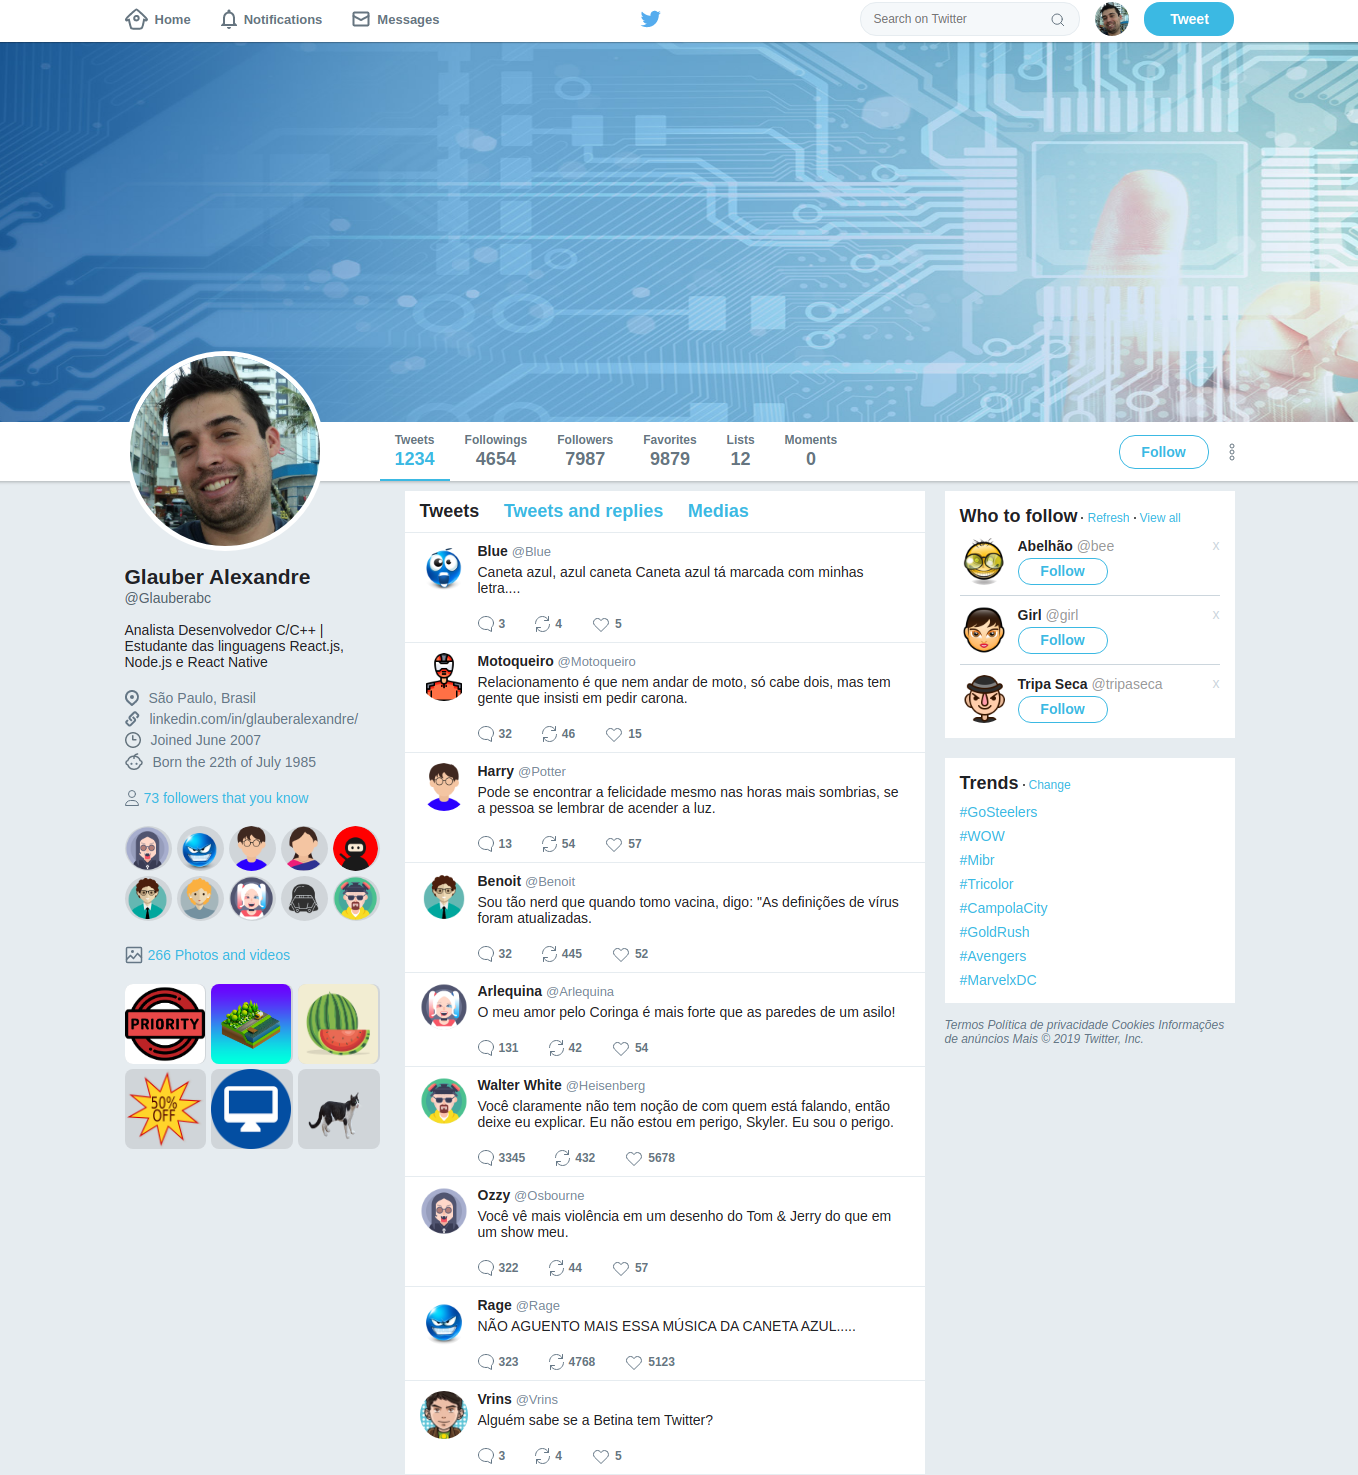 Home Notifications Messages Search on Twitter Tweet
Tweets Followings Followers Favorites Lists Moments
1234 4654 7987 9879 12 0
Follow
Glauber Alexandre
@Glauberabc
Analista Desenvolvedor C/C++ |
Estudante das linguagens React.js,
Node.js e React Native
São Paulo, Brasil
linkedin.com/in/glauberalexandre/
Joined June 2007
Born the 22th of July 1985
73 followers that you know
266 Photos and videos
PRIORITY
50%
OFF
Tweets Tweets and replies Medias
Blue @Blue
Caneta azul, azul caneta Caneta azul tá marcada com minhas
letra....
3 4 5
Motoqueiro @Motoqueiro
Relacionamento é que nem andar de moto, só cabe dois, mas tem
gente que insisti em pedir carona.
32 46 15
Harry @Potter
Pode se encontrar a felicidade mesmo nas horas mais sombrias, se
a pessoa se lembrar de acender a luz.
13 54 57
Benoit @Benoit
Sou tão nerd que quando tomo vacina, digo: "As definições de vírus
foram atualizadas.
32 445 52
Arlequina @Arlequina
O meu amor pelo Coringa é mais forte que as paredes de um asilo!
131 42 54
Walter White @Heisenberg
Você claramente não tem noção de com quem está falando, então
deixe eu explicar. Eu não estou em perigo, Skyler. Eu sou o perigo.
3345 432 5678
Ozzy @Osbourne
Você vê mais violência em um desenho do Tom & Jerry do que em
um show meu.
322 44 57
Rage @Rage
NÃO AGUENTO MAIS ESSA MÚSICA DA CANETA AZUL.....
323 4768 5123
Vrins @Vrins
Alguém sabe se a Betina tem Twitter?
3 4 5
Who to follow · Refresh · View all
Abelhão @bee x
Follow
Girl @girl x
Follow
Tripa Seca @tripaseca x
Follow
Trends · Change
#GoSteelers
#WOW
#Mibr
#Tricolor
#CampolaCity
#GoldRush
#Avengers
#MarvelxDC
Termos Política de privacidade Cookies Informações
de anúncios Mais © 2019 Twitter, Inc.